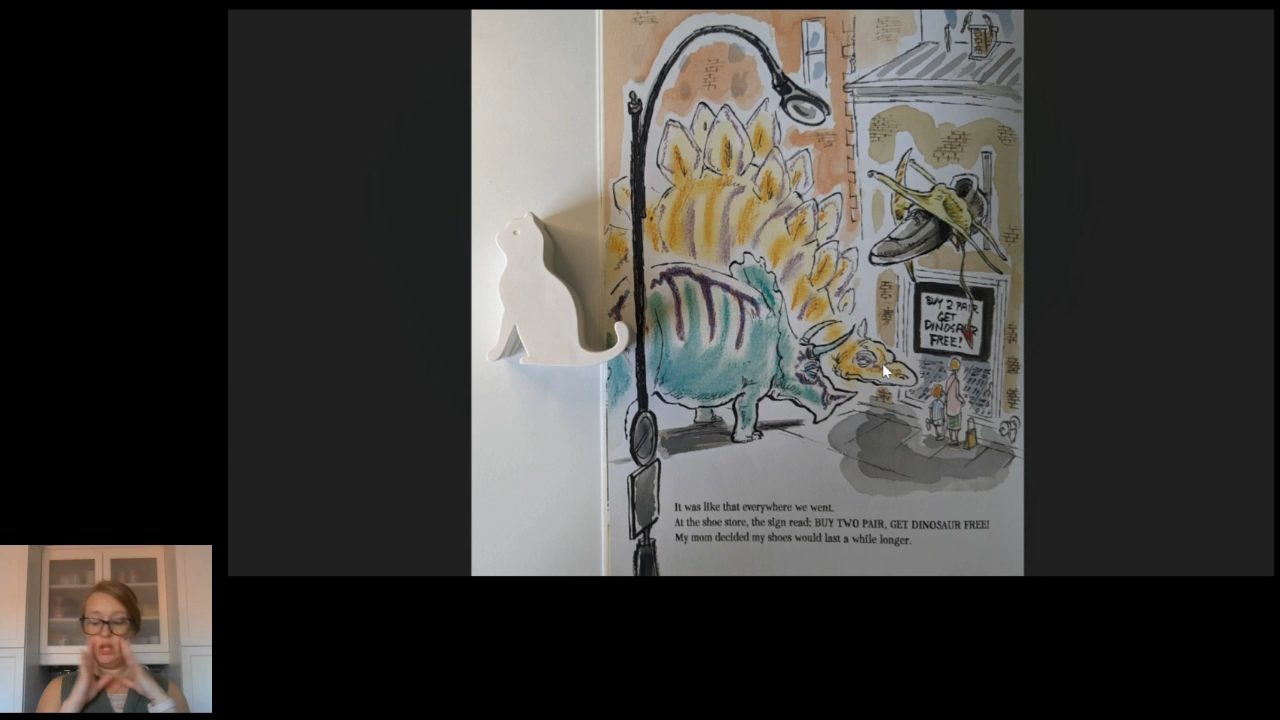 BUY 2 PAIR
GET
DINOSAUR
FREE!
It was like that everywhere we went.
At the shoe store, the sign read: BUY TWO PAIR, GET DINOSAUR FREE!
My mom decided my shoes would last a while longer.